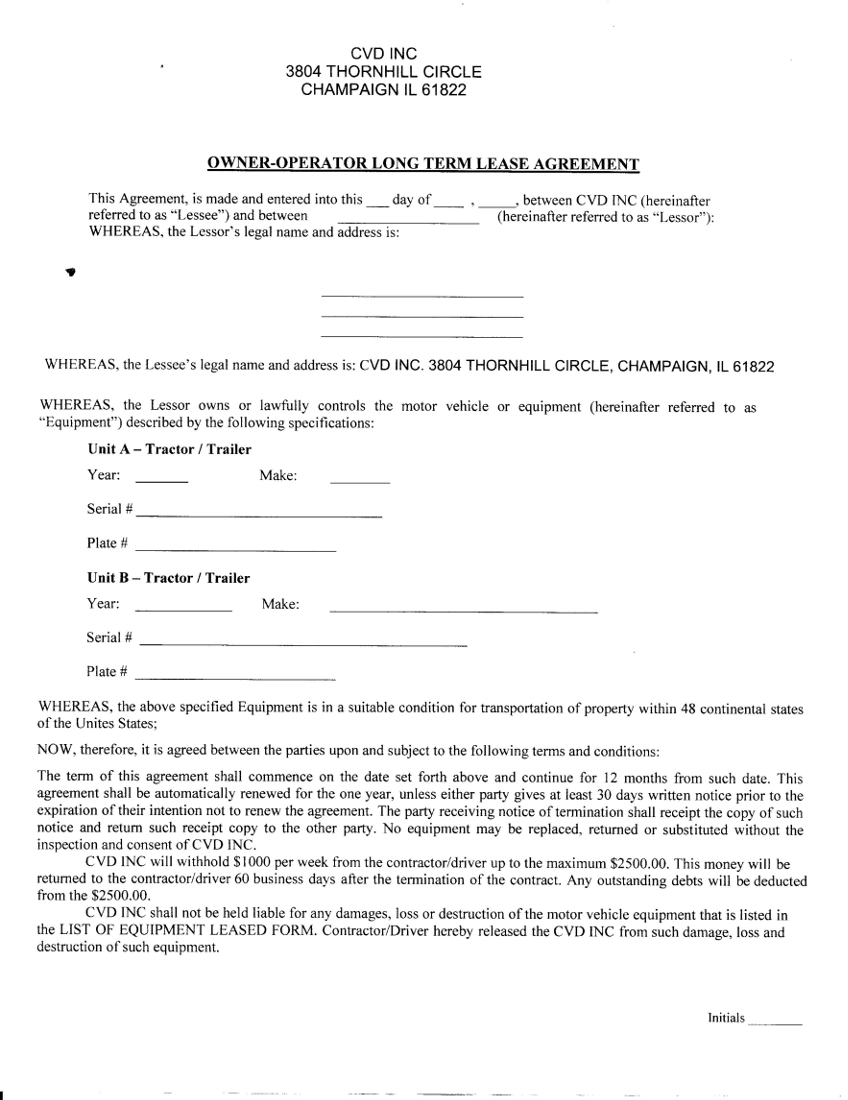 CVD INC
3804 THORNHILL CIRCLE
CHAMPAIGN IL 61822
OWNER-OPERATOR LONG TERM LEASE AGREEMENT
This Agreement, is made and entered into this ___ day of ____ , _____, between CVD INC (hereinafter
referred to as “Lessee”) and between ____________________ (hereinafter referred to as “Lessor”):
WHEREAS, the Lessor’s legal name and address is:
WHEREAS, the Lessee’s legal name and address is: CVD INC. 3804 THORNHILL CIRCLE, CHAMPAIGN, IL 61822
WHEREAS, the Lessor owns or lawfully controls the motor vehicle or equipment (hereinafter referred to as
“Equipment”) described by the following specifications:
Unit A – Tractor / Trailer
Year: _______ Make: ________
Serial # __________________________________
Plate # ____________________________
Unit B – Tractor / Trailer
Year: _____________ Make: _____________________________________
Serial # _____________________________________________
Plate # ____________________________
WHEREAS, the above specified Equipment is in a suitable condition for transportation of property within 48 continental states
of the Unites States;
NOW, therefore, it is agreed between the parties upon and subject to the following terms and conditions:
The term of this agreement shall commence on the date set forth above and continue for 12 months from such date. This
agreement shall be automatically renewed for the one year, unless either party gives at least 30 days written notice prior to the
expiration of their intention not to renew the agreement. The party receiving notice of termination shall receipt the copy of such
notice and return such receipt copy to the other party. No equipment may be replaced, returned or substituted without the
inspection and consent of CVD INC.
CVD INC will withhold $1000 per week from the contractor/driver up to the maximum $2500.00. This money will be
returned to the contractor/driver 60 business days after the termination of the contract. Any outstanding debts will be deducted
from the $2500.00.
CVD INC shall not be held liable for any damages, loss or destruction of the motor vehicle equipment that is listed in
the LIST OF EQUIPMENT LEASED FORM. Contractor/Driver hereby released the CVD INC from such damage, loss and
destruction of such equipment.
Initials _______